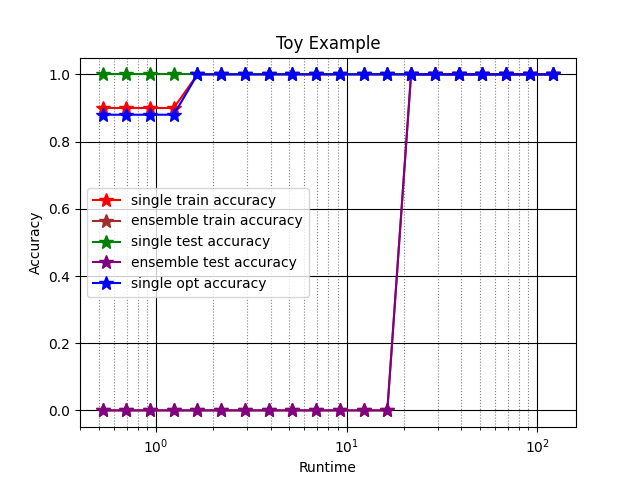 Toy Example
Accuracy
1.0
0.8
0.6
0.4
0.2
0.0
single train accuracy
ensemble train accuracy
single test accuracy
ensemble test accuracy
single opt accuracy
10⁰ 10¹ 10²
Runtime